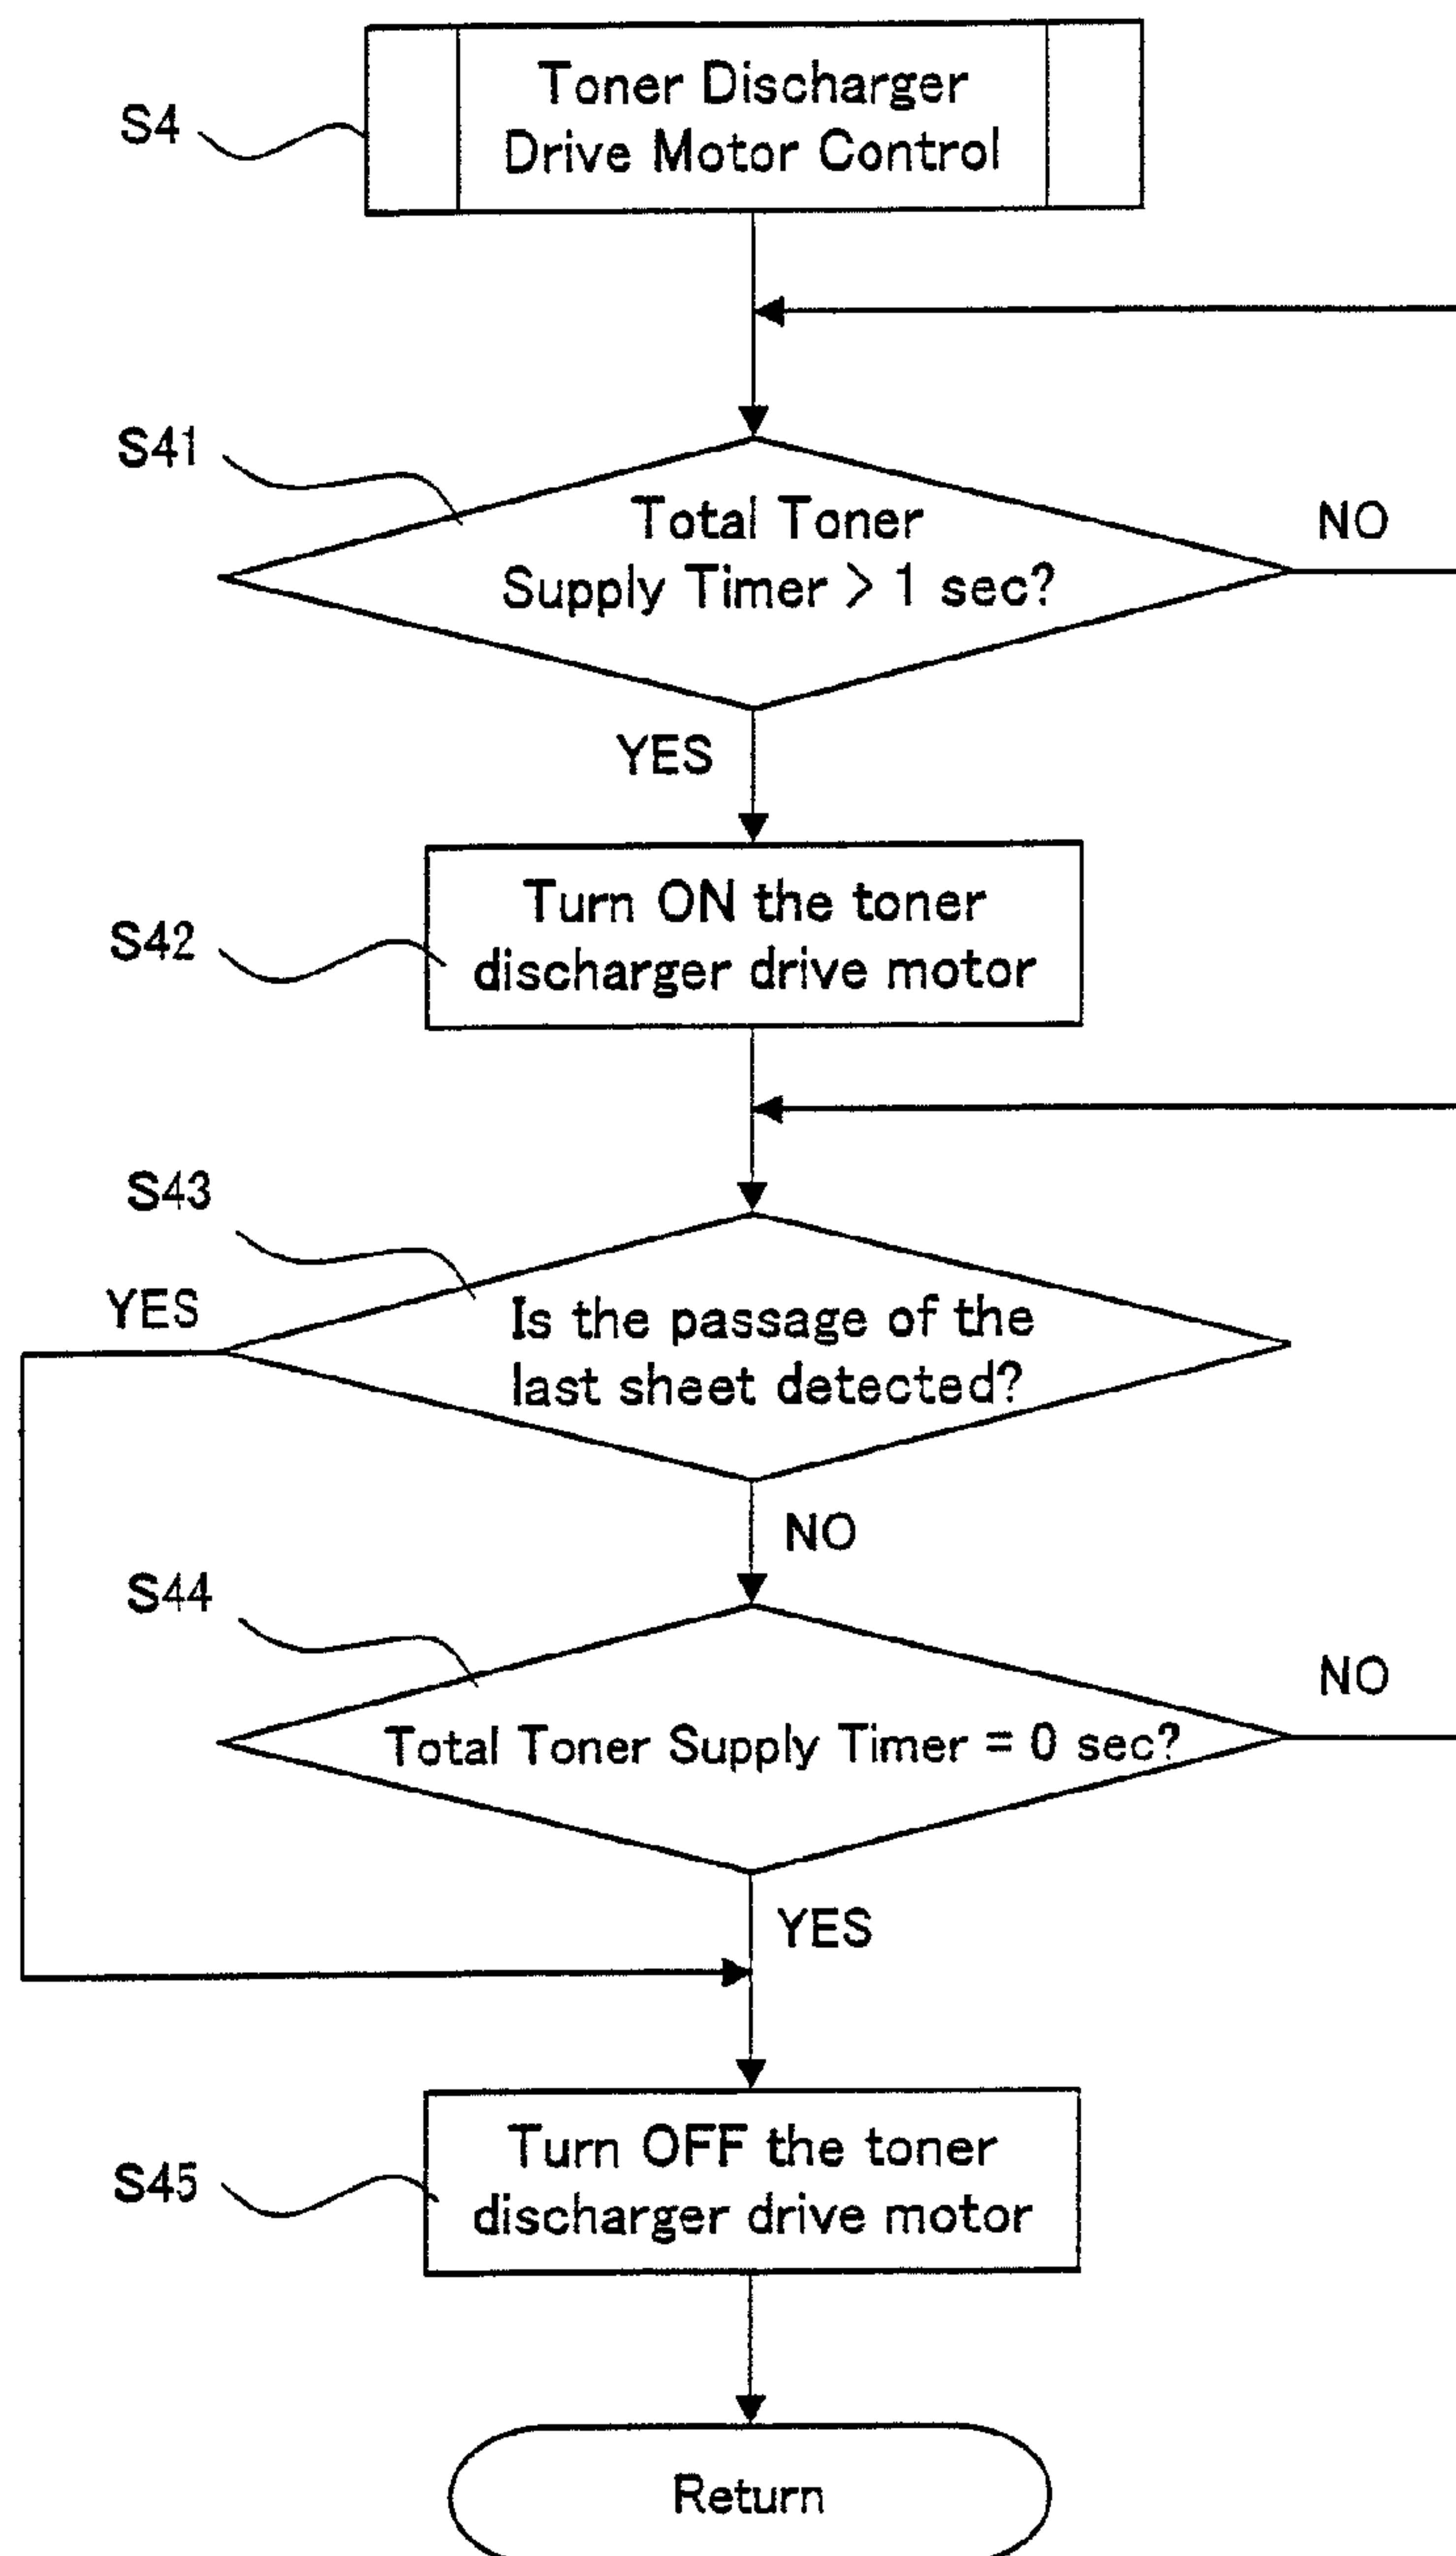 S4
Toner Discharger
Drive Motor Control
S41
Total Toner
Supply Timer > 1 sec?
NO
YES
S42
Turn ON the toner
discharger drive motor
S43
YES
Is the passage of the
last sheet detected?
NO
S44
NO
Total Toner Supply Timer = 0 sec?
YES
S45
Turn OFF the toner
discharger drive motor
Return